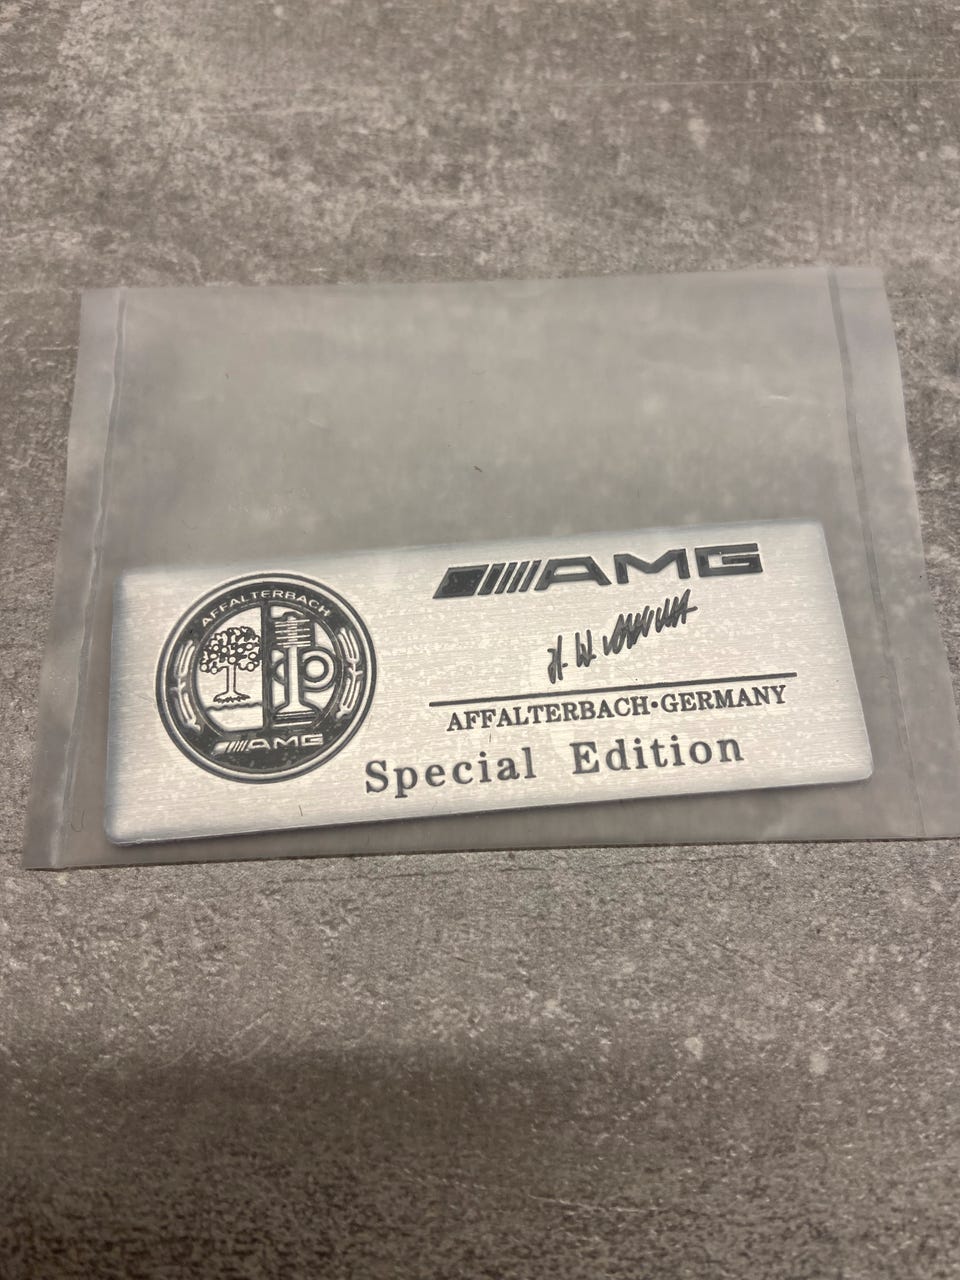 AFFALTERBACH
AMG
AMG
AFFALTERBACH•GERMANY
Special Edition